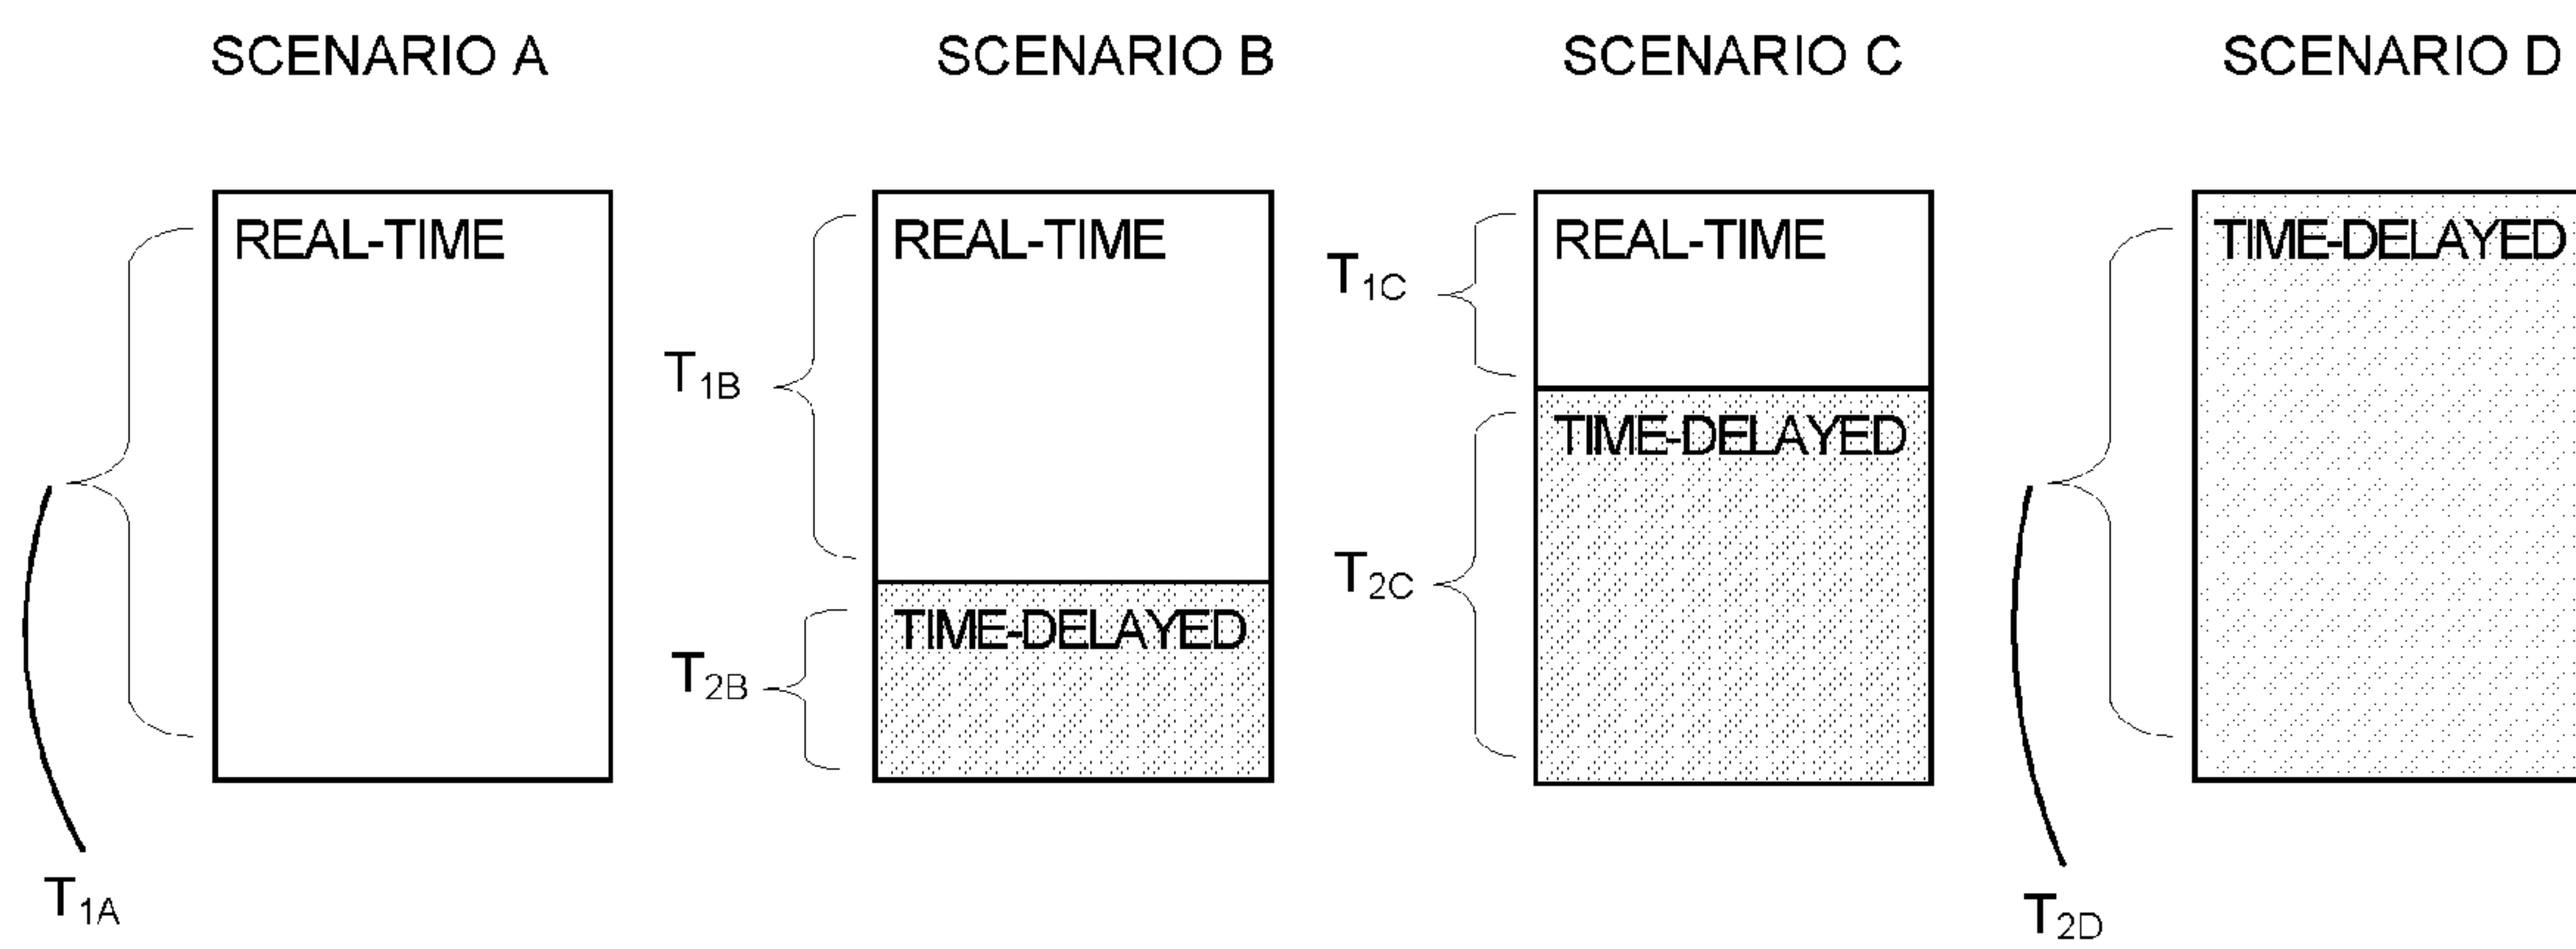 SCENARIO A
SCENARIO B
SCENARIO C
SCENARIO D
REAL-TIME
REAL-TIME
REAL-TIME
TIME-DELAYED
T1C
T1B
TIME-DELAYED
T2C
TIME-DELAYED
T2B
T1A
T2D